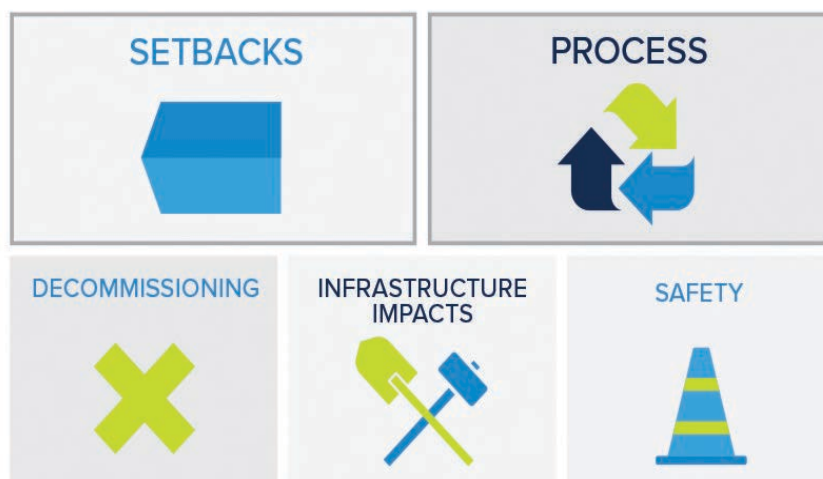 SETBACKS
PROCESS
DECOMMISSIONING
INFRASTRUCTURE
IMPACTS
SAFETY